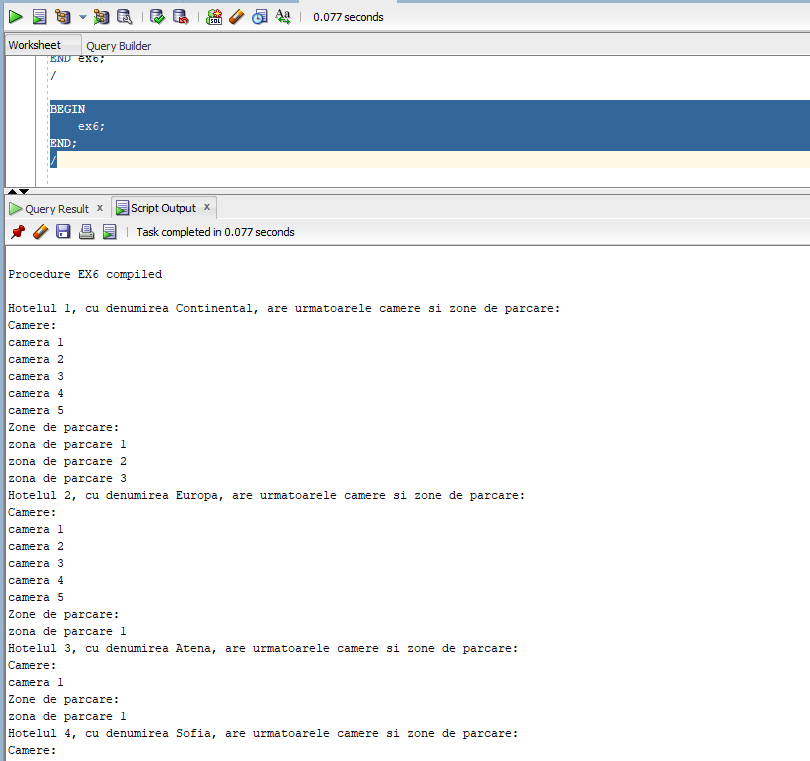 0.077 seconds
Worksheet Query Builder
END ex6;
/
BEGIN
ex6;
END;
/
Query Result x Script Output x
Task completed in 0.077 seconds
Procedure EX6 compiled
Hotelul 1, cu denumirea Continental, are urmatoarele camere si zone de parcare:
Camere:
camera 1
camera 2
camera 3
camera 4
camera 5
Zone de parcare:
zona de parcare 1
zona de parcare 2
zona de parcare 3
Hotelul 2, cu denumirea Europa, are urmatoarele camere si zone de parcare:
Camere:
camera 1
camera 2
camera 3
camera 4
camera 5
Zone de parcare:
zona de parcare 1
Hotelul 3, cu denumirea Atena, are urmatoarele camere si zone de parcare:
Camere:
camera 1
Zone de parcare:
zona de parcare 1
Hotelul 4, cu denumirea Sofia, are urmatoarele camere si zone de parcare:
Camere: